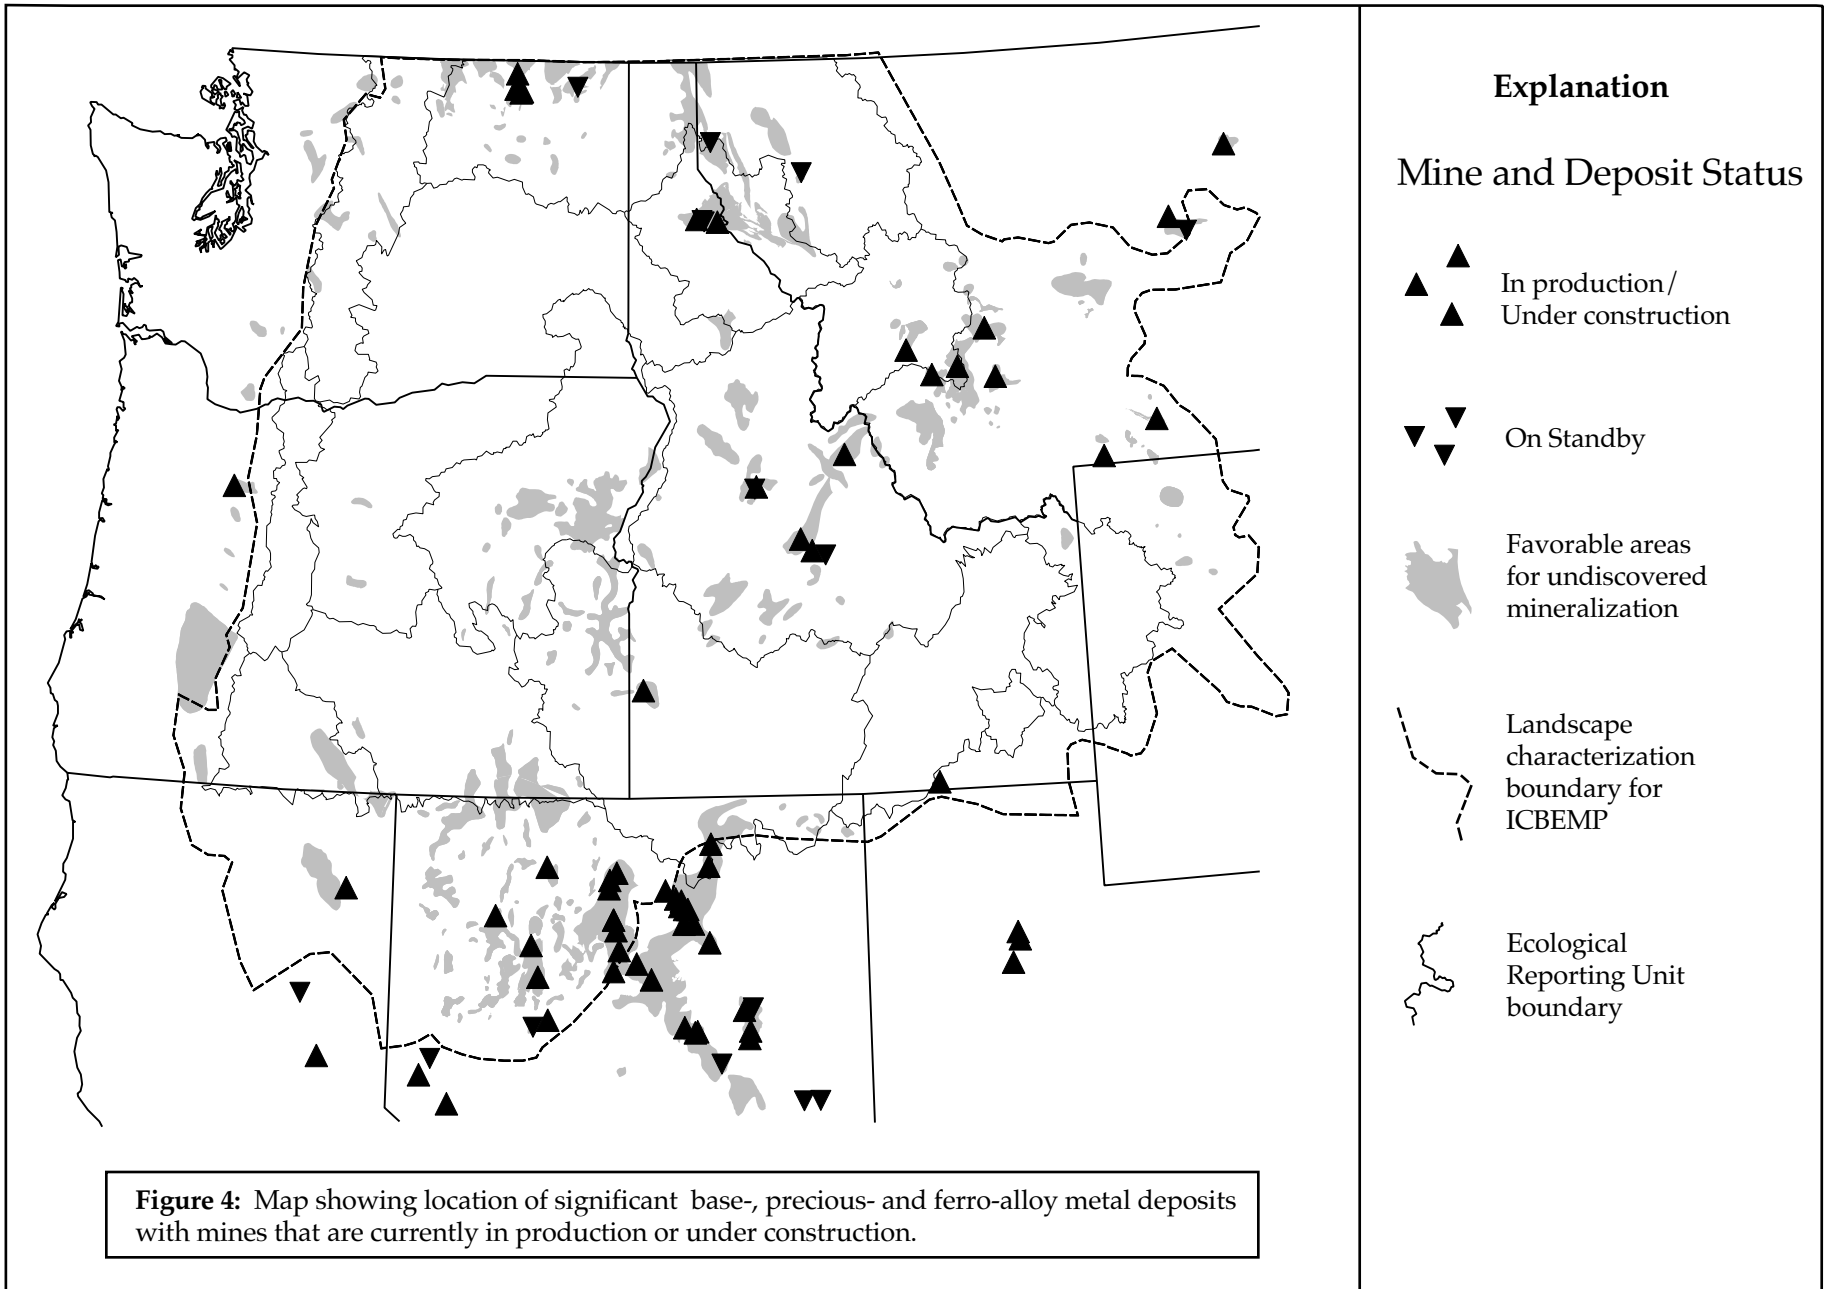 Explanation
Mine and Deposit Status
In production/
Under construction
On Standby
Favorable areas
for undiscovered
mineralization
Landscape
characterization
boundary for
ICBEMP
Ecological
Reporting Unit
boundary
Figure 4: Map showing location of significant base-, precious- and ferro-alloy metal deposits
with mines that are currently in production or under construction.